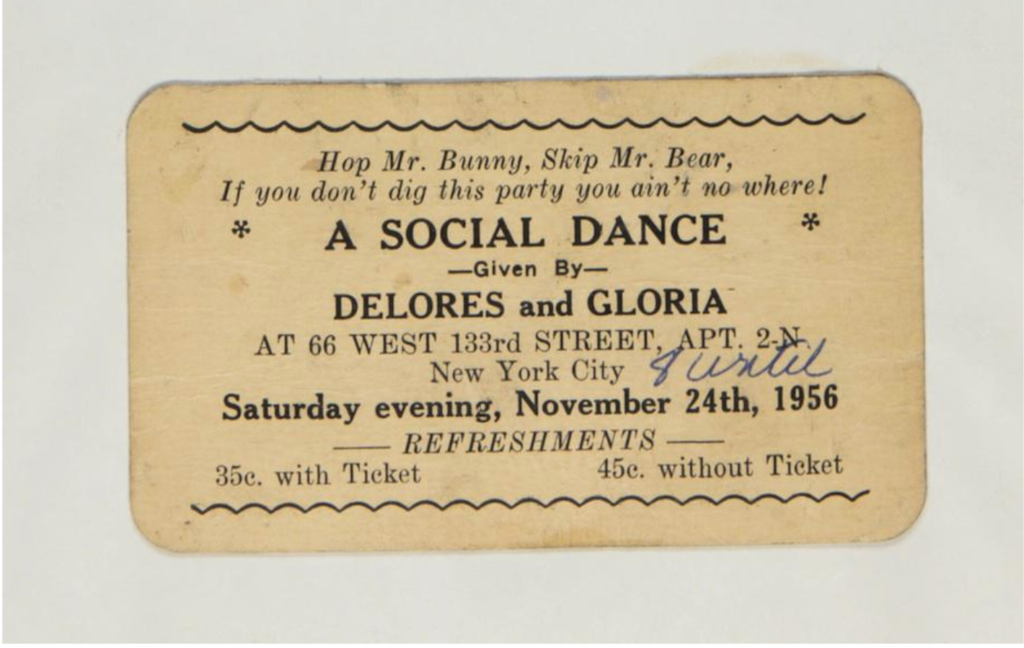 Hop Mr. Bunny, Skip Mr. Bear,
If you don't dig this party you ain't no where!
* A SOCIAL DANCE *
—Given By—
DELORES and GLORIA
AT 66 WEST 133rd STREET, APT. 2-N.
New York City 8 until
Saturday evening, November 24th, 1956
—— REFRESHMENTS ——
35c. with Ticket 45c. without Ticket